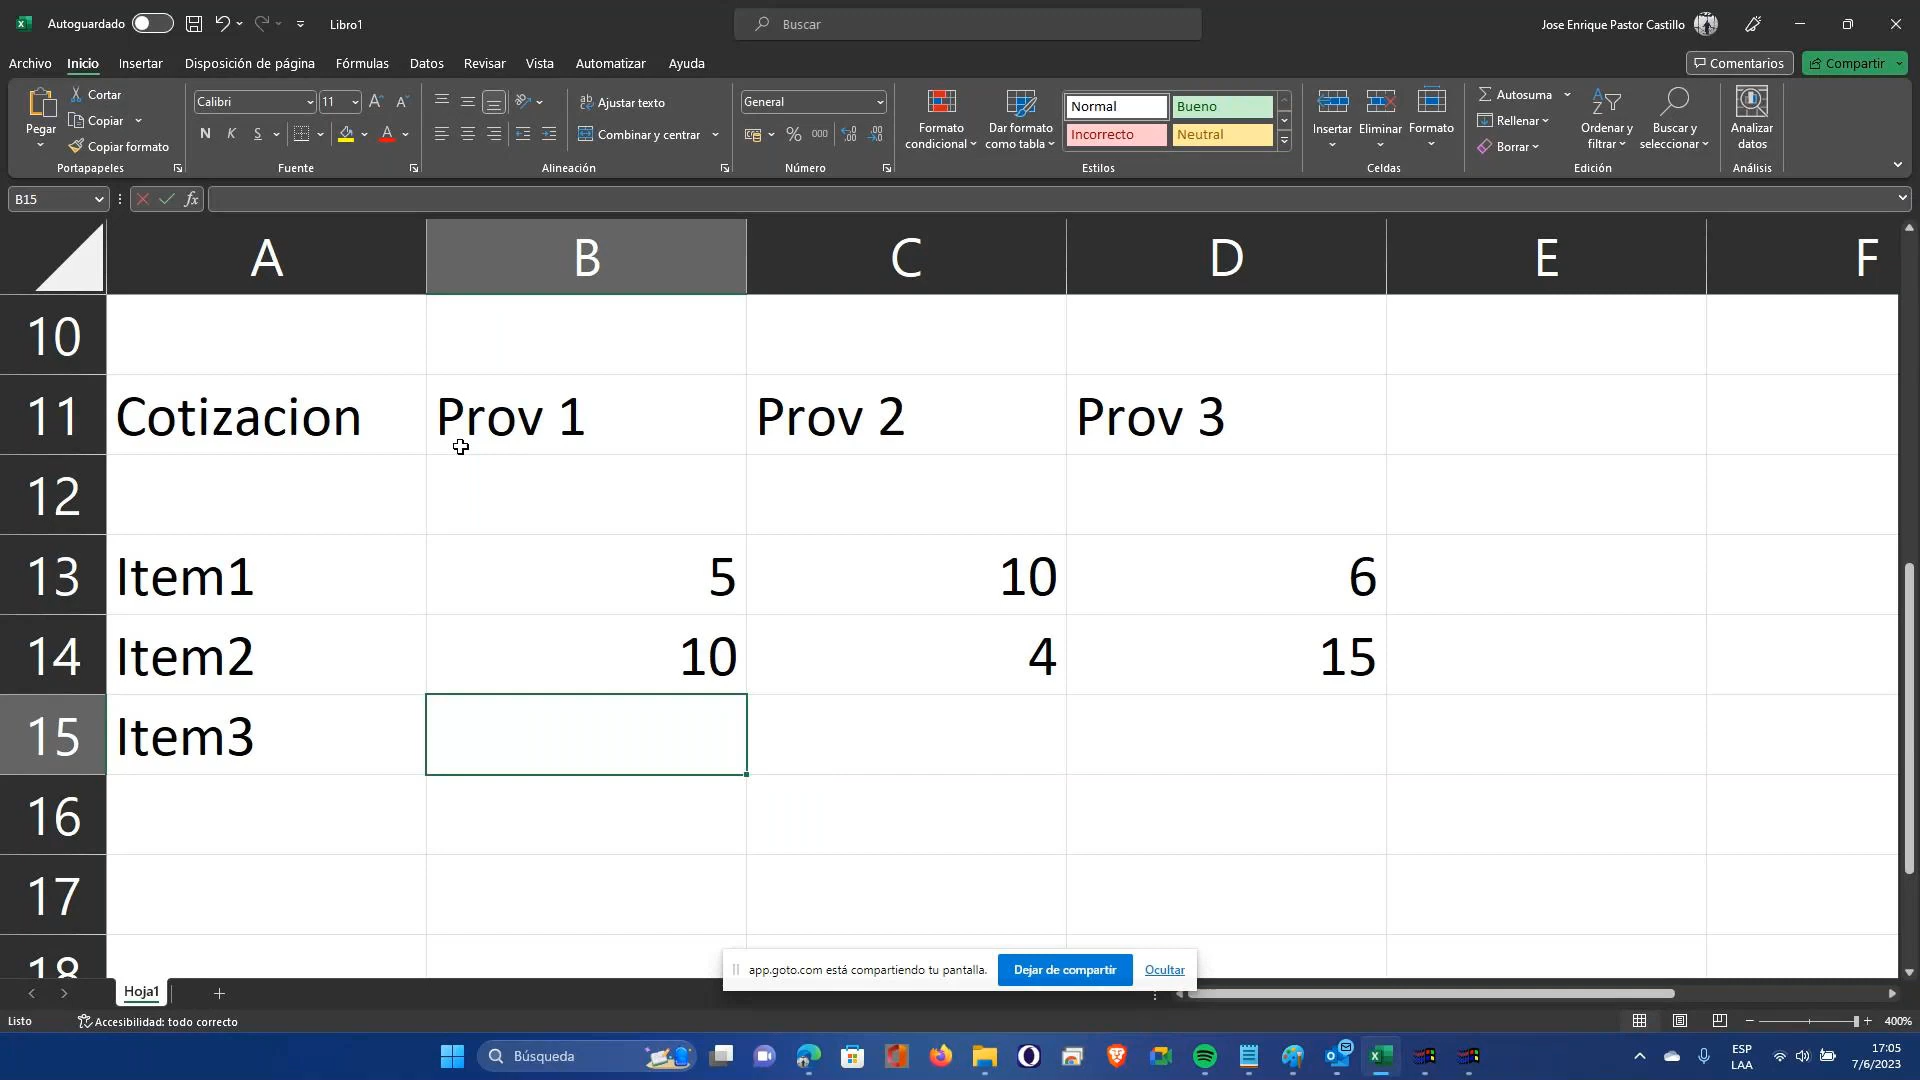 Autoguardado
Libro1
Buscar
Jose Enrique Pastor Castillo
Archivo Inicio Insertar Disposición de página Fórmulas Datos Revisar Vista Automatizar Ayuda
Comentarios
Compartir
Pegar
Cortar
Copiar
Copiar formato
Portapapeles
Calibri 11
N K S
Fuente
Ajustar texto
Combinar y centrar
Alineación
General
% 000
Número
Formato condicional
Dar formato como tabla
Normal Bueno
Incorrecto Neutral
Estilos
Insertar Eliminar Formato
Celdas
Autosuma
Rellenar
Borrar
Ordenar y filtrar
Buscar y seleccionar
Edición
Analizar datos
Análisis
B15
fx
A B C D E F
10
11 Cotizacion Prov 1 Prov 2 Prov 3
12
13 Item1 5 10 6
14 Item2 10 4 15
15 Item3
16
17
18
app.goto.com está compartiendo tu pantalla. Dejar de compartir Ocultar
Hoja1
Listo Accesibilidad: todo correcto 400%
Búsqueda
ESP
LAA
17:05
7/6/2023